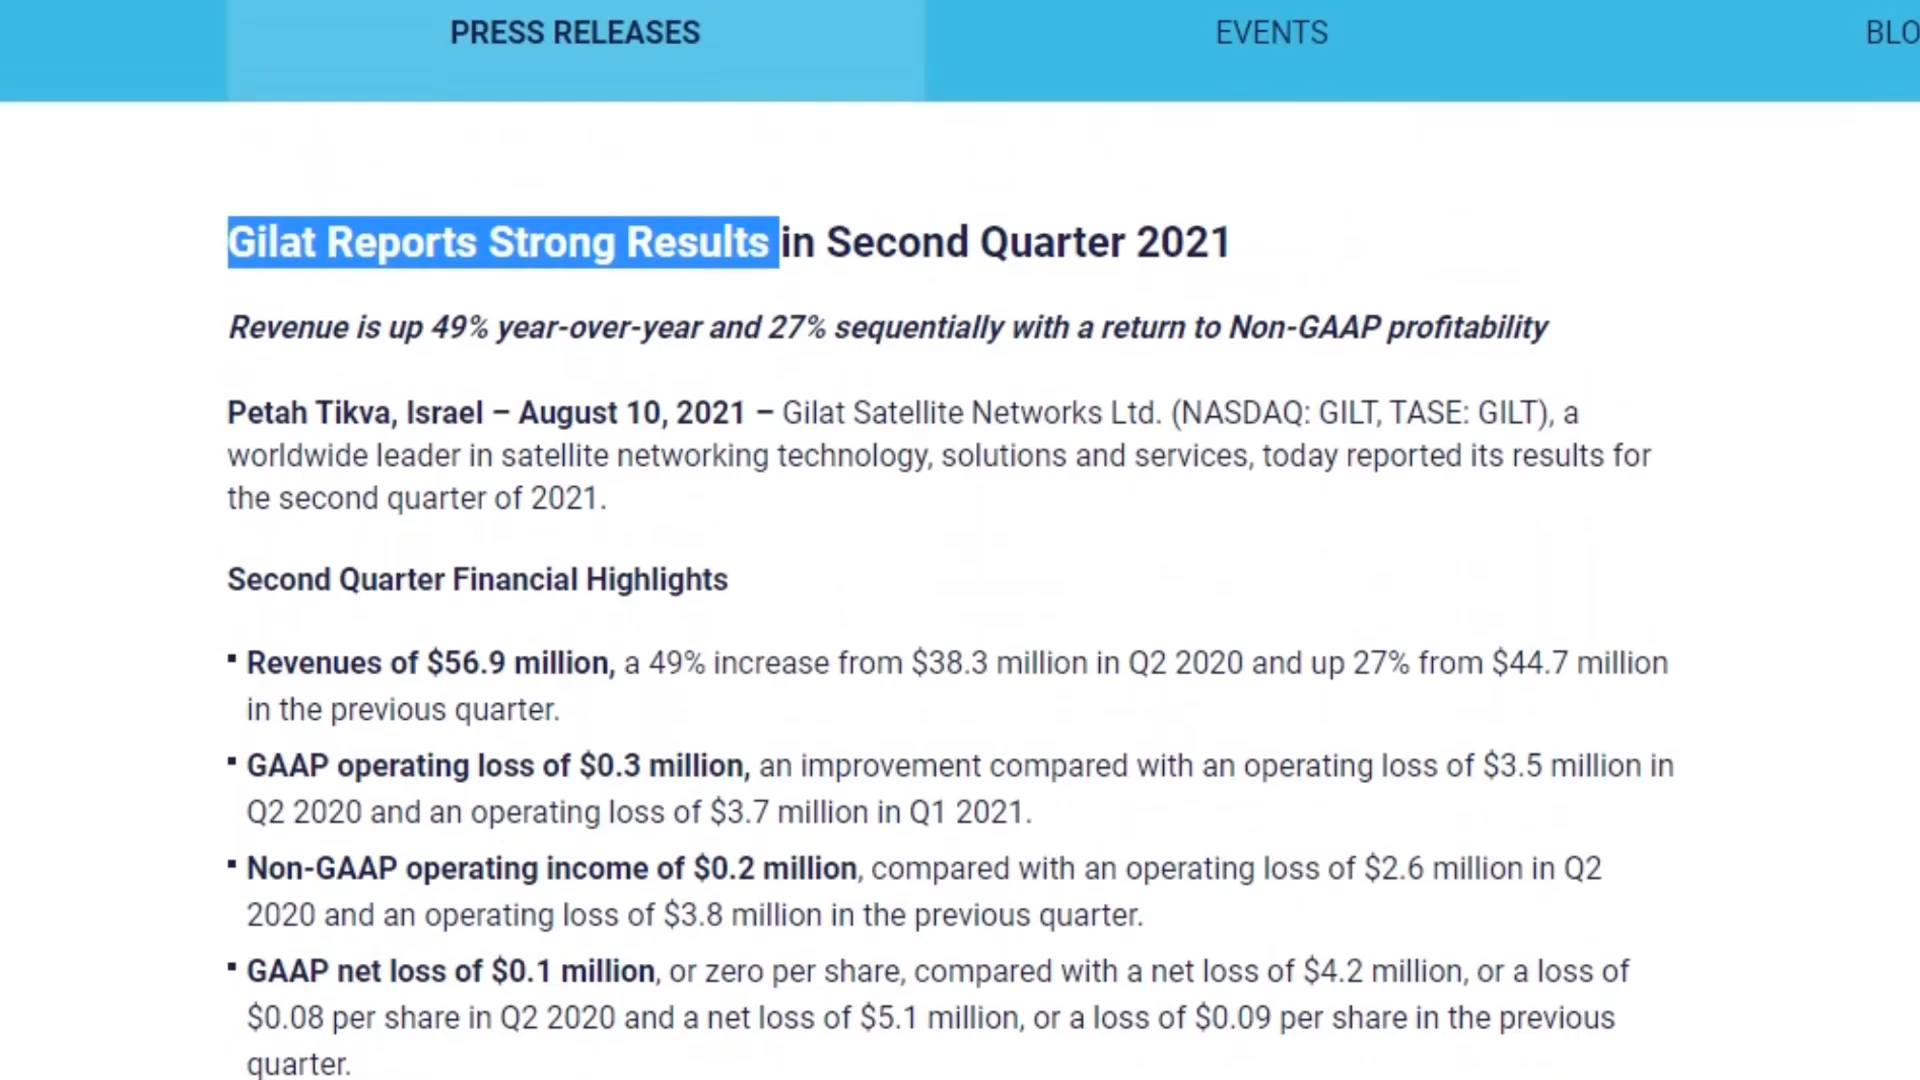 PRESS RELEASES
EVENTS
Gilat Reports Strong Results in Second Quarter 2021
Revenue is up 49% year-over-year and 27% sequentially with a return to Non-GAAP profitability
Petah Tikva, Israel – August 10, 2021 – Gilat Satellite Networks Ltd. (NASDAQ: GILT, TASE: GILT), a
worldwide leader in satellite networking technology, solutions and services, today reported its results for
the second quarter of 2021.
Second Quarter Financial Highlights
▪ Revenues of $56.9 million, a 49% increase from $38.3 million in Q2 2020 and up 27% from $44.7 million
in the previous quarter.
▪ GAAP operating loss of $0.3 million, an improvement compared with an operating loss of $3.5 million in
Q2 2020 and an operating loss of $3.7 million in Q1 2021.
▪ Non-GAAP operating income of $0.2 million, compared with an operating loss of $2.6 million in Q2
2020 and an operating loss of $3.8 million in the previous quarter.
▪ GAAP net loss of $0.1 million, or zero per share, compared with a net loss of $4.2 million, or a loss of
$0.08 per share in Q2 2020 and a net loss of $5.1 million, or a loss of $0.09 per share in the previous
quarter.